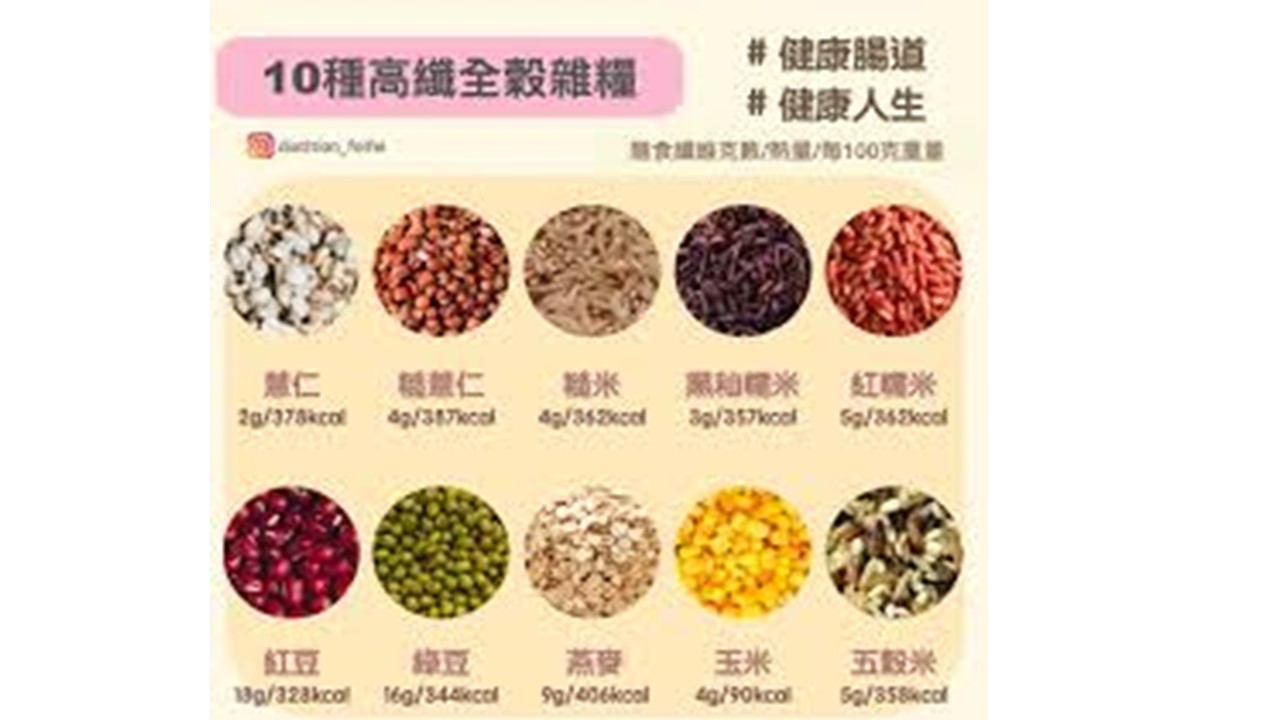 10種高纖全穀雜糧
# 健康腸道
# 健康人生
膳食纖維克數/熱量/每100克重量
薏仁 糙薏仁 糙米 黑秈糯米 紅糯米
2g/378kcal 4g/387kcal 4g/362kcal 3g/357kcal 5g/362kcal
紅豆 綠豆 燕麥 玉米 五穀米
18g/328kcal 16g/344kcal 9g/406kcal 4g/90kcal 5g/358kcal